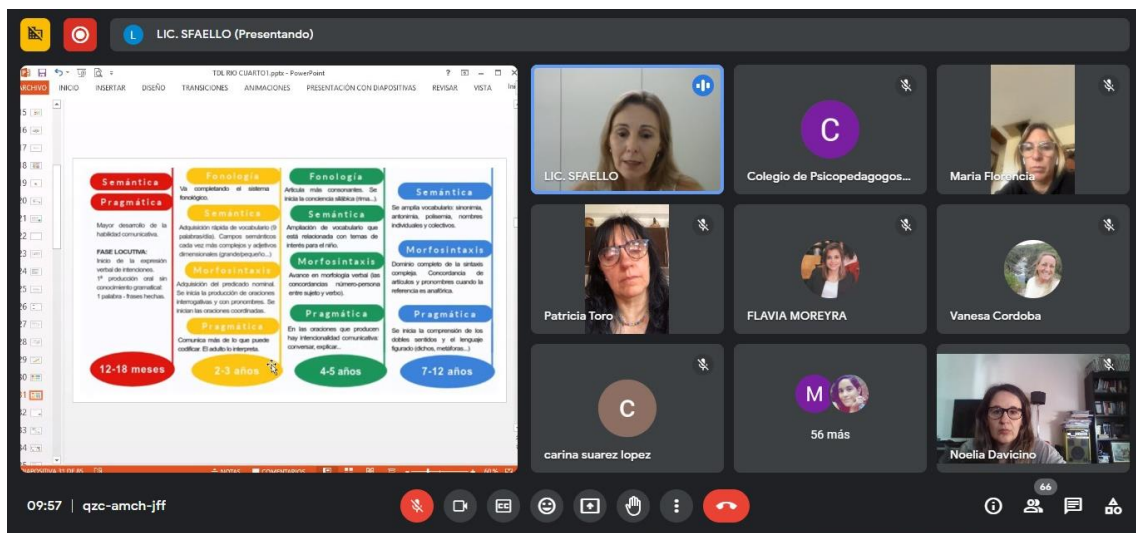 L LIC. SFAELLO (Presentando)
TDL RIO CUARTO1.pptx - PowerPoint
ARCHIVO INICIO INSERTAR DISEÑO TRANSICIONES ANIMACIONES PRESENTACIÓN CON DIAPOSITIVAS REVISAR VISTA
Semántica
Pragmática
Mayor desarrollo de la
habilidad comunicativa.
FASE LOCUTIVA:
Inicio de la expresión
verbal de intenciones.
1ª producción oral sin
conocimiento gramatical:
1 palabra - frases hechas.
12-18 meses
Fonología
Va completando el sistema
fonológico.
Semántica
Adquisición rápida de vocabulario (9
palabras/día). Campos semánticos
cada vez más complejos y adjetivos
dimensionales (grande/pequeño...)
Morfosintaxis
Adquisición del predicado nominal.
Se inicia la producción de oraciones
interrogativas y con pronombres. Se
inician las oraciones coordinadas.
Pragmática
Comunica más de lo que puede
codificar. El adulto lo interpreta.
2-3 años
Fonología
Articula más consonantes. Se
inicia la conciencia silábica (rima...).
Semántica
Ampliación de vocabulario que
está relacionada con temas de
interés para el niño.
Morfosintaxis
Avance en morfología verbal (las
concordancias número-persona
entre sujeto y verbo).
Pragmática
En las oraciones que producen
hay intencionalidad comunicativa:
conversar, explicar...
4-5 años
Semántica
Se amplía vocabulario: sinonimia,
antonimia, polisemia, nombres
individuales y colectivos.
Morfosintaxis
Dominio completo de la sintaxis
compleja. Concordancia de
artículos y pronombres cuando la
referencia es anafórica.
Pragmática
Se inicia la comprensión de los
dobles sentidos y el lenguaje
figurado (dichos, metáforas...)
7-12 años
DIAPOSITIVA 31 DE 85
NOTAS COMENTARIOS 60 %
LIC. SFAELLO
C
Colegio de Psicopedagogos...
Maria Florencia
Patricia Toro
FLAVIA MOREYRA
Vanesa Cordoba
C
carina suarez lopez
M
56 más
Noelia Davicino
09:57 | qzc-amch-jff
CC
66